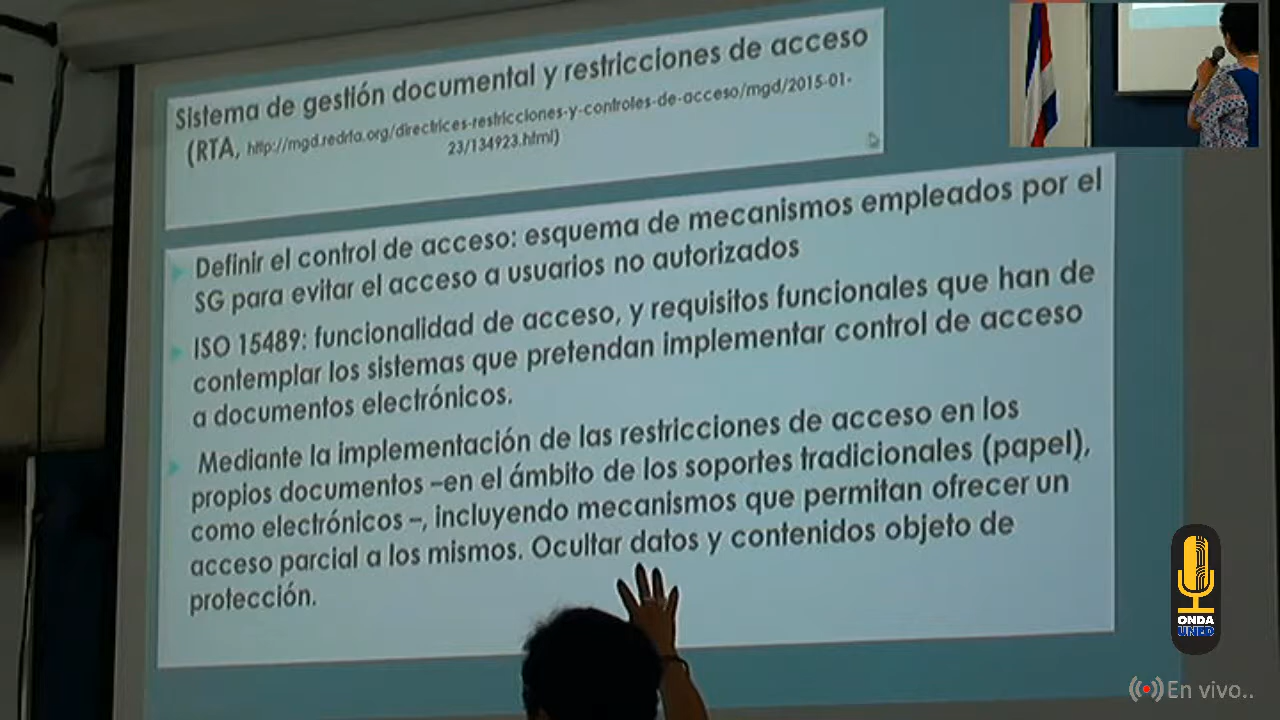 Sistema de gestión documental y restricciones de acceso
(RTA, http://mgd.redrta.org/directrices-restricciones-y-controles-de-acceso/mgd/2015-01-
23/134923.html)
Definir el control de acceso: esquema de mecanismos empleados por el
SG para evitar el acceso a usuarios no autorizados
ISO 15489: funcionalidad de acceso, y requisitos funcionales que han de
contemplar los sistemas que pretendan implementar control de acceso
a documentos electrónicos.
Mediante la implementación de las restricciones de acceso en los
propios documentos –en el ámbito de los soportes tradicionales (papel),
como electrónicos –, incluyendo mecanismos que permitan ofrecer un
acceso parcial a los mismos. Ocultar datos y contenidos objeto de
protección.
ONDA
UNED
En vivo..